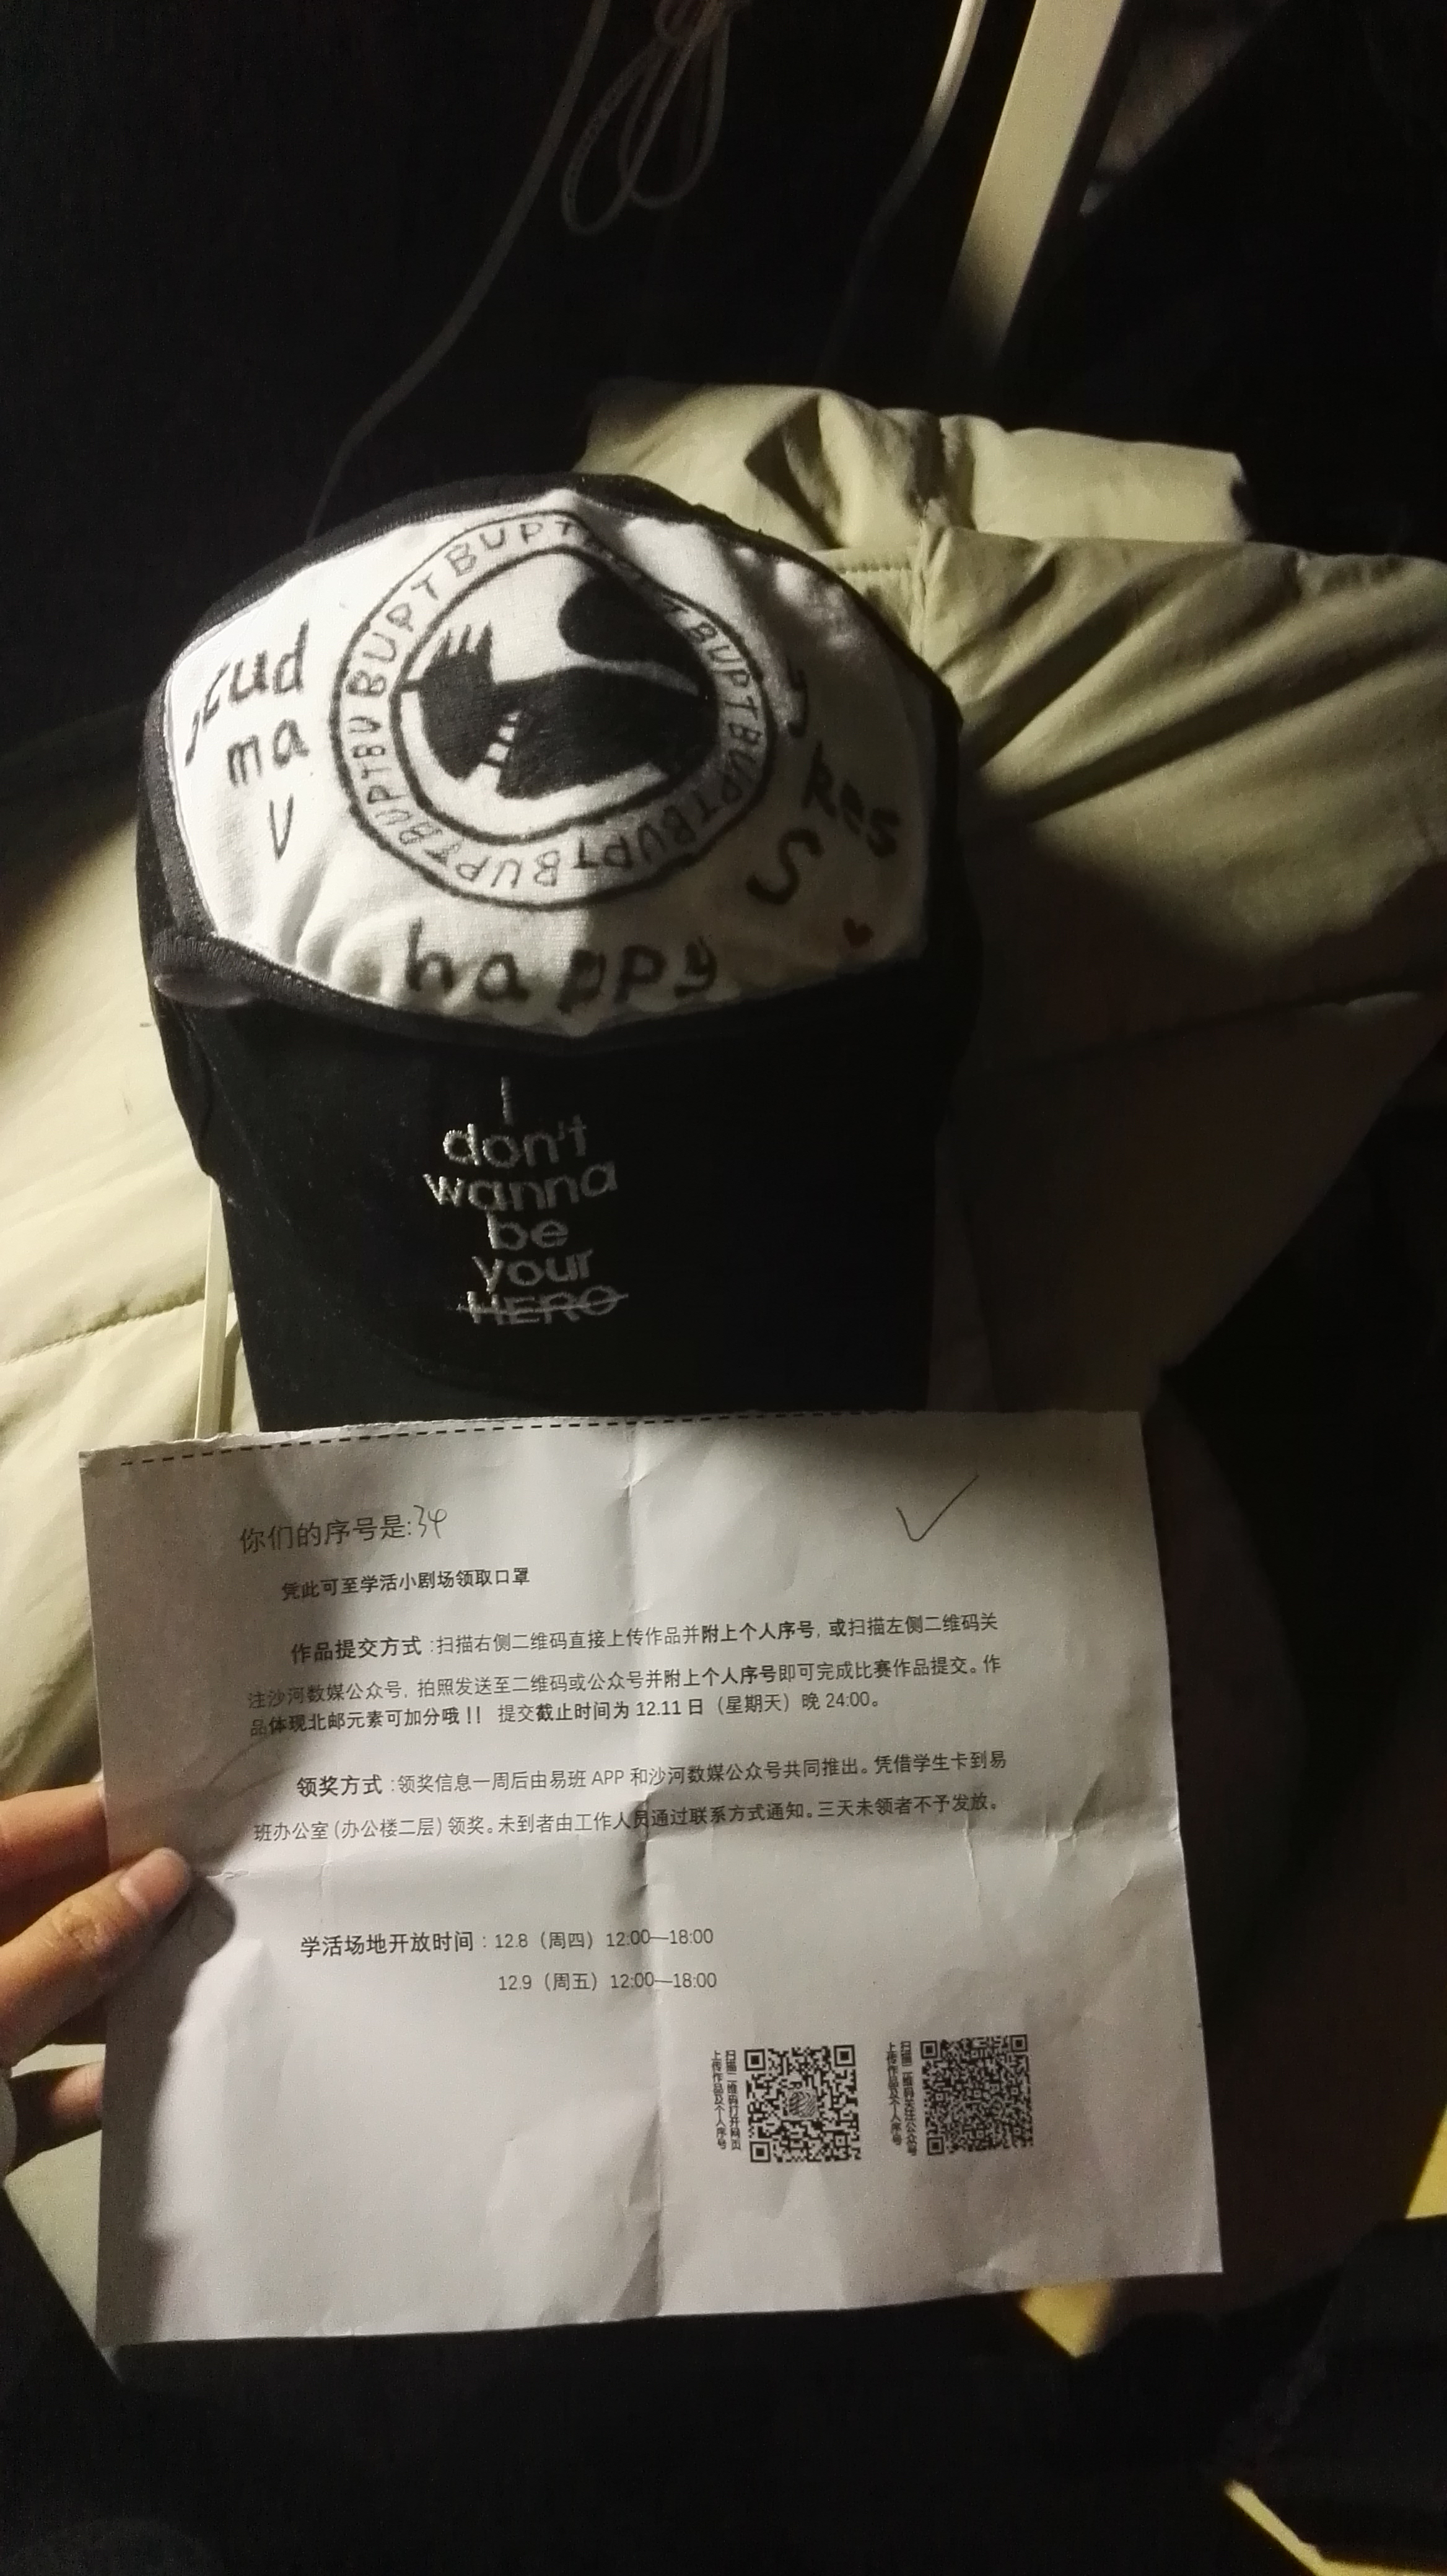 BUPT BUPT BUPT BUPT BUPT BUPT BUPT BUPT
stud y
ma kes
V S
happy
I
don't
wanna
be
your
HERO
你们的序号是:34
凭此可至学活小剧场领取口罩
作品提交方式:扫描右侧二维码直接上传作品并附上个人序号,或扫描左侧二维码关
注沙河数媒公众号,拍照发送至二维码或公众号并附上个人序号即可完成比赛作品提交。作
品体现北邮元素可加分哦!! 提交截止时间为 12.11 日(星期天)晚 24:00。
领奖方式:领奖信息一周后由易班 APP 和沙河数媒公众号共同推出。凭借学生卡到易
班办公室(办公楼二层)领奖。未到者由工作人员通过联系方式通知。三天未领者不予发放。
学活场地开放时间:12.8(周四)12:00—18:00
12.9(周五)12:00—18:00
扫描二维码打开网页
上传作品及个人序号
扫描二维码关注公众号
上传作品及个人序号